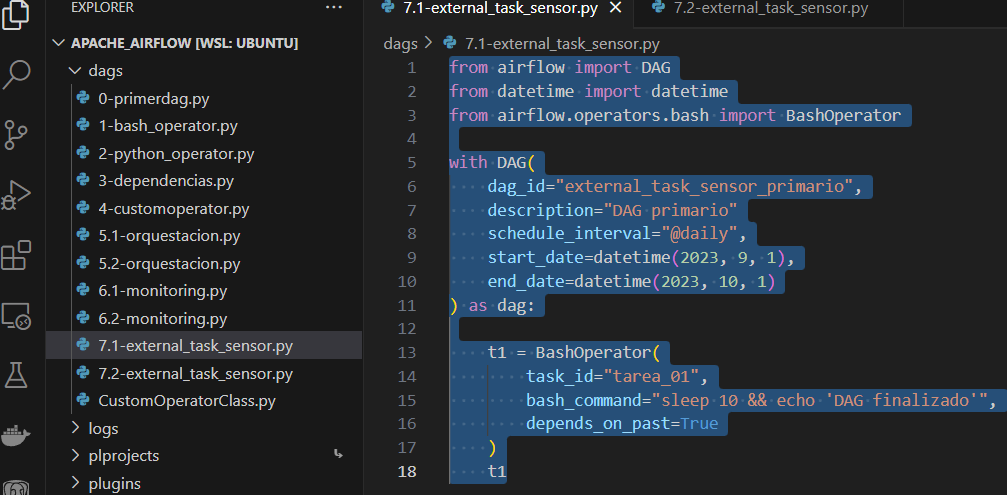 EXPLORER
...
7.1-external_task_sensor.py
7.2-external_task_sensor.py
APACHE_AIRFLOW [WSL: UBUNTU]
dags
0-primerdag.py
1-bash_operator.py
2-python_operator.py
3-dependencias.py
4-customoperator.py
5.1-orquestacion.py
5.2-orquestacion.py
6.1-monitoring.py
6.2-monitoring.py
7.1-external_task_sensor.py
7.2-external_task_sensor.py
CustomOperatorClass.py
logs
plprojects
plugins
dags > 7.1-external_task_sensor.py
1 from airflow import DAG
2 from datetime import datetime
3 from airflow.operators.bash import BashOperator
4
5 with DAG(
6     dag_id="external_task_sensor_primario",
7     description="DAG primario"
8     schedule_interval="@daily",
9     start_date=datetime(2023, 9, 1),
10     end_date=datetime(2023, 10, 1)
11 ) as dag:
12
13     t1 = BashOperator(
14         task_id="tarea_01",
15         bash_command="sleep 10 && echo 'DAG finalizado'",
16         depends_on_past=True
17     )
18     t1